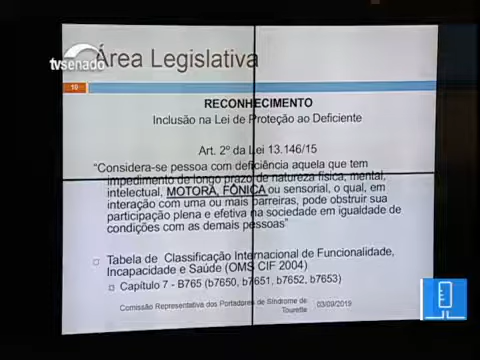 tvsenado
Área Legislativa
10
RECONHECIMENTO
Inclusão na Lei de Proteção ao Deficiente
Art. 2º da Lei 13.146/15
“Considera-se pessoa com deficiência aquela que tem
impedimento de longo prazo de natureza física, mental,
intelectual, MOTORA, FÔNICA ou sensorial, o qual, em
interação com uma ou mais barreiras, pode obstruir sua
participação plena e efetiva na sociedade em igualdade de
condições com as demais pessoas”
Tabela de Classificação Internacional de Funcionalidade,
Incapacidade e Saúde (OMS CIF 2004)
Capítulo 7 - B765 (b7650, b7651, b7652, b7653)
Comissão Representativa dos Portadores de Síndrome de
Tourette
03/09/2019